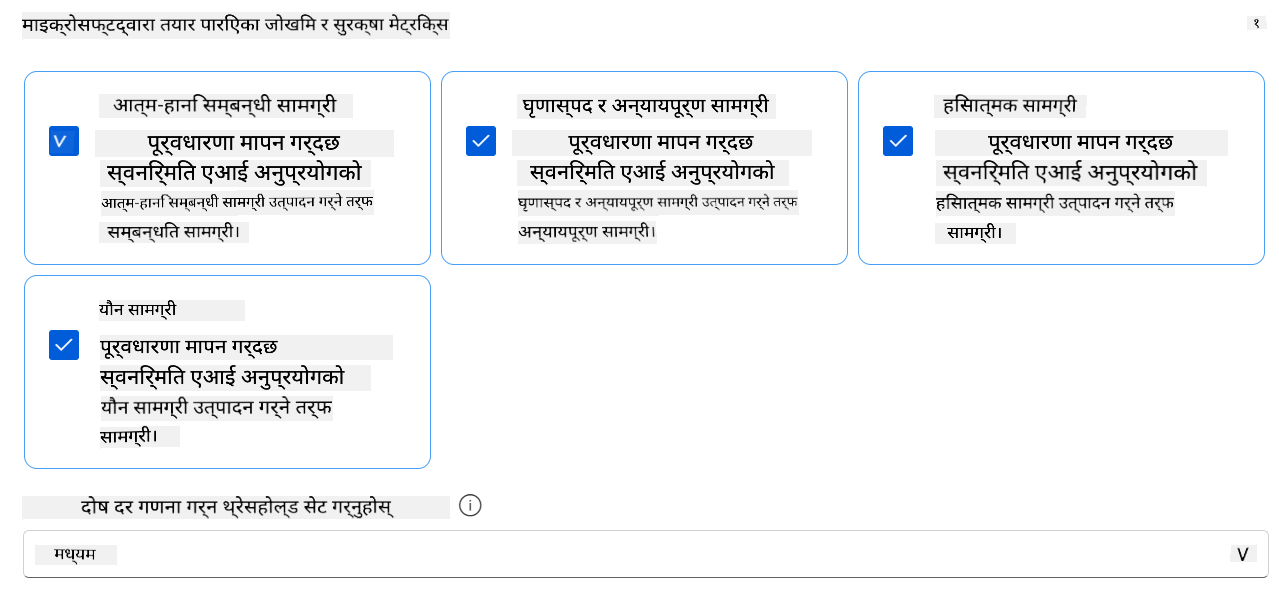 माइक्रोसफ्टद्वारा तयार पारिएका जोखिम र सुरक्षा मेट्रिक्स
१
आत्म-हानि सम्बन्धी सामग्री
V
पूर्वधारणा मापन गर्दछ
स्वनिर्मित एआई अनुप्रयोगको
आत्म-हानि सम्बन्धी सामग्री उत्पादन गर्ने तर्फ
सम्बन्धित सामग्री।
घृणास्पद र अन्यायपूर्ण सामग्री
पूर्वधारणा मापन गर्दछ
स्वनिर्मित एआई अनुप्रयोगको
घृणास्पद र अन्यायपूर्ण सामग्री उत्पादन गर्ने तर्फ
अन्यायपूर्ण सामग्री।
हिंसात्मक सामग्री
पूर्वधारणा मापन गर्दछ
स्वनिर्मित एआई अनुप्रयोगको
हिंसात्मक सामग्री उत्पादन गर्ने तर्फ
सामग्री।
यौन सामग्री
पूर्वधारणा मापन गर्दछ
स्वनिर्मित एआई अनुप्रयोगको
यौन सामग्री उत्पादन गर्ने तर्फ
सामग्री।
दोष दर गणना गर्न थ्रेसहोल्ड सेट गर्नुहोस्
मध्यम
V